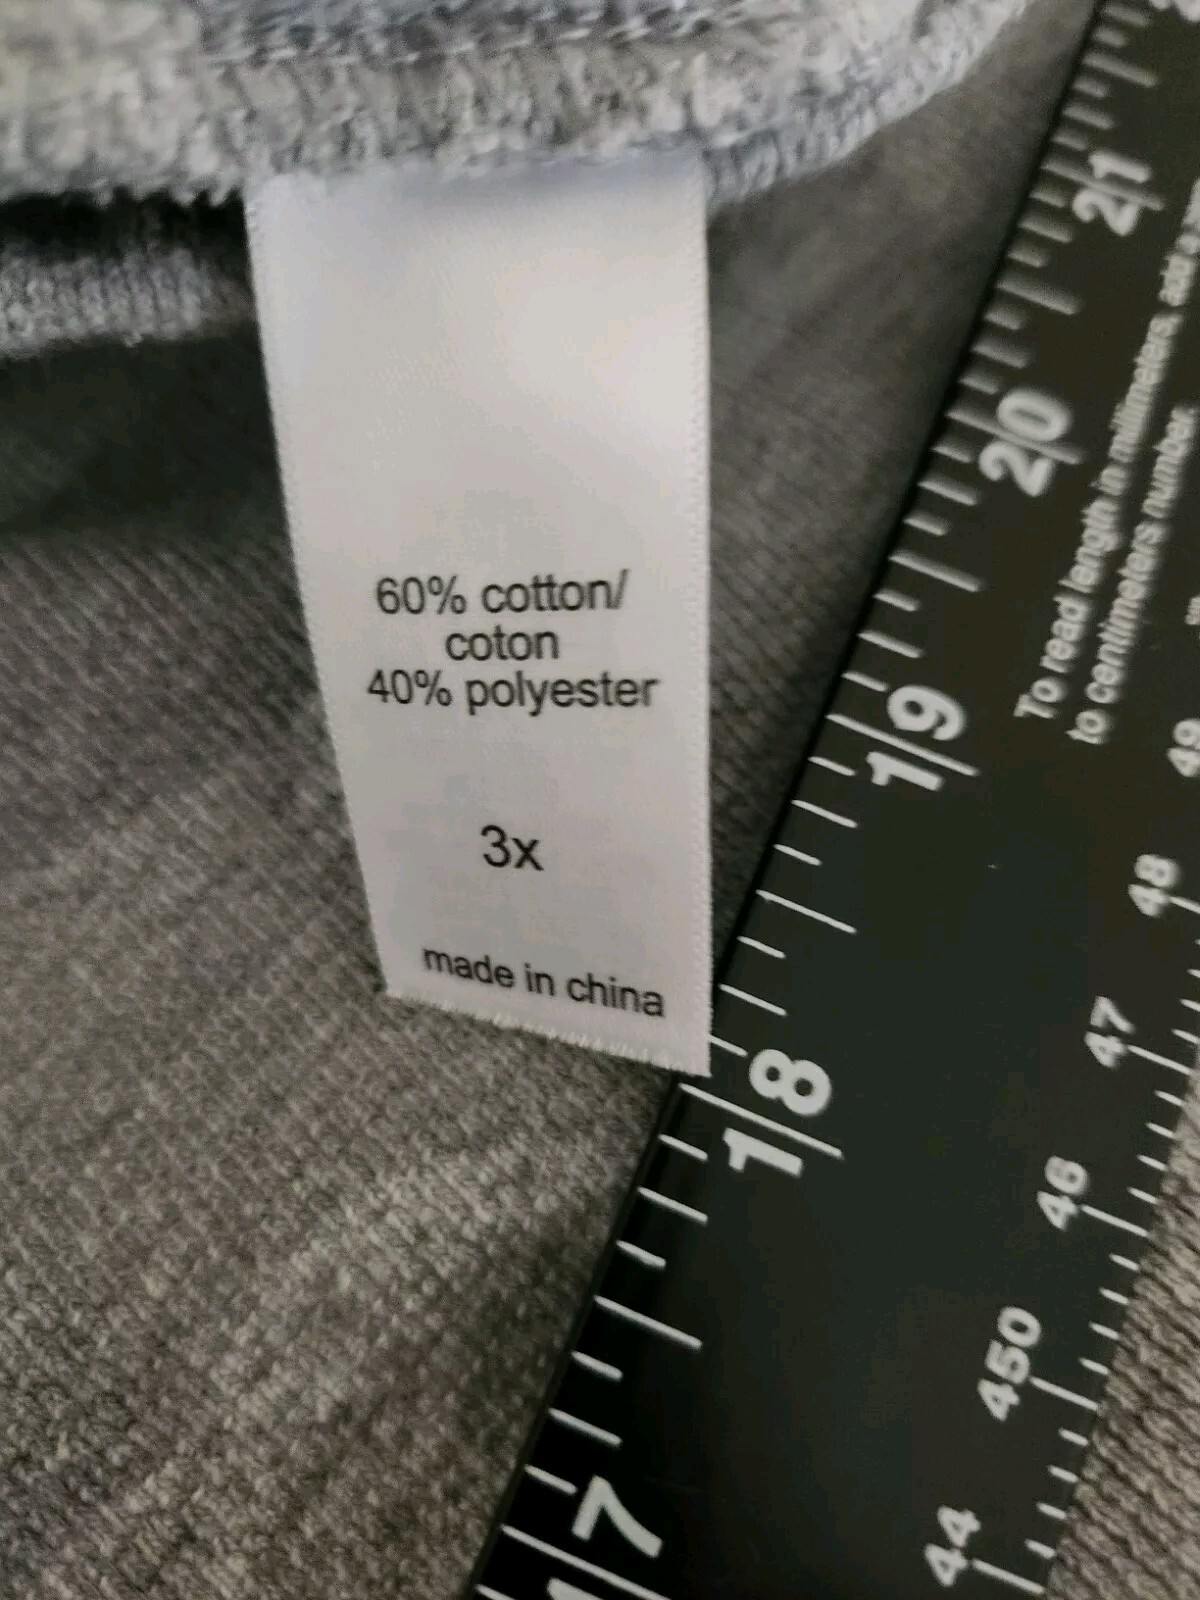 60% cotton/
coton
40% polyester
3x
made in china
21
20
19
18
17
To read length in millimeters, add a
to centimeters number.
49
48
47
46
450
44